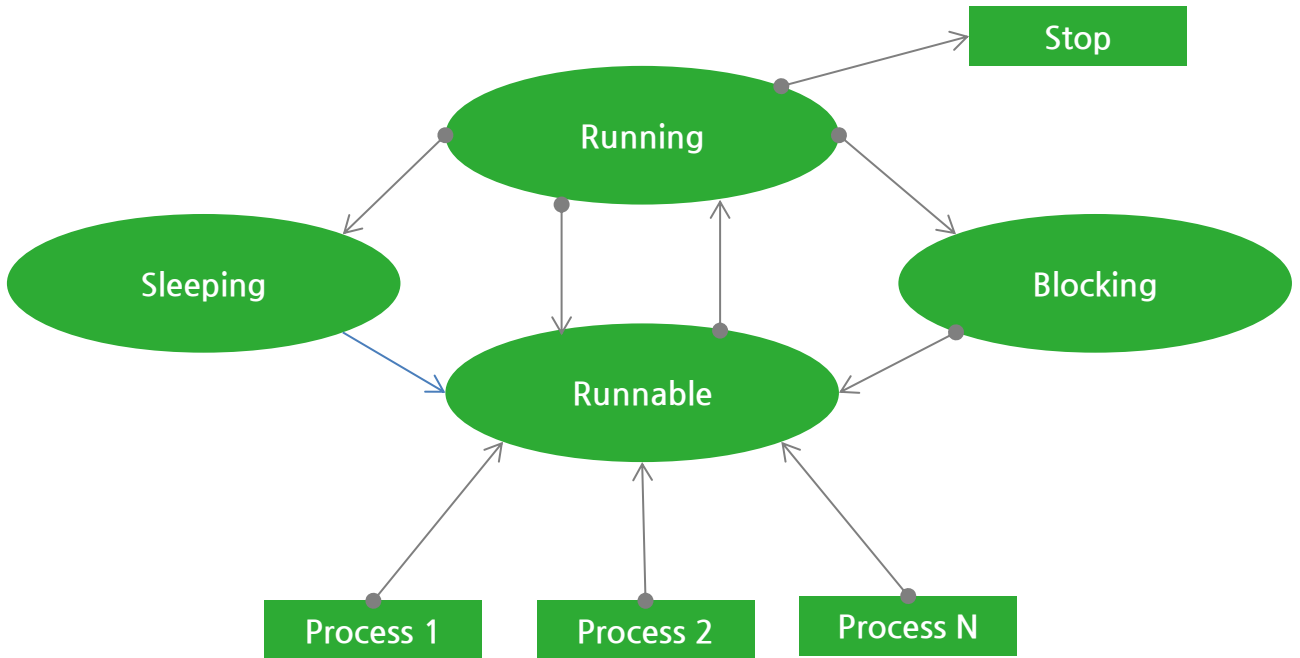 Stop
Running
Sleeping
Blocking
Runnable
Process 1
Process 2
Process N